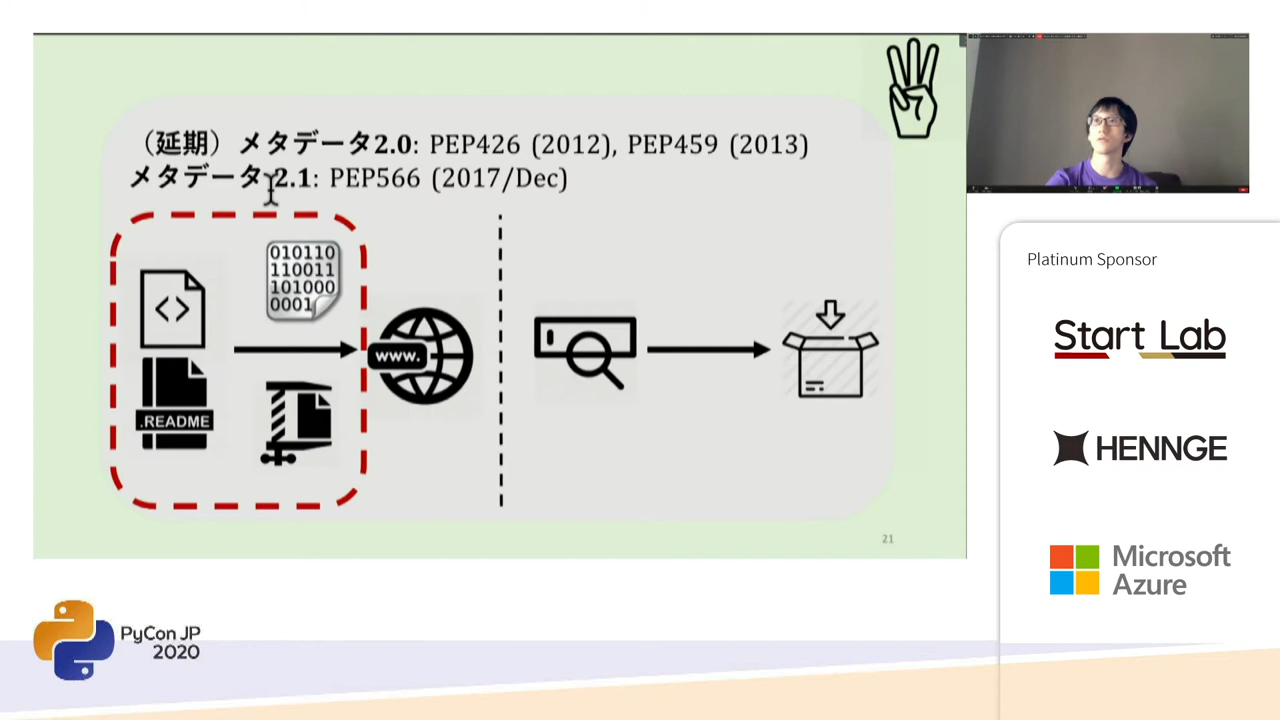 （延期）メタデータ2.0: PEP426 (2012), PEP459 (2013)
メタデータ2.1: PEP566 (2017/Dec)
010110
110011
101000
0001
www.
.README
21
Platinum Sponsor
Start Lab
HENNGE
Microsoft
Azure
PyCon JP
2020